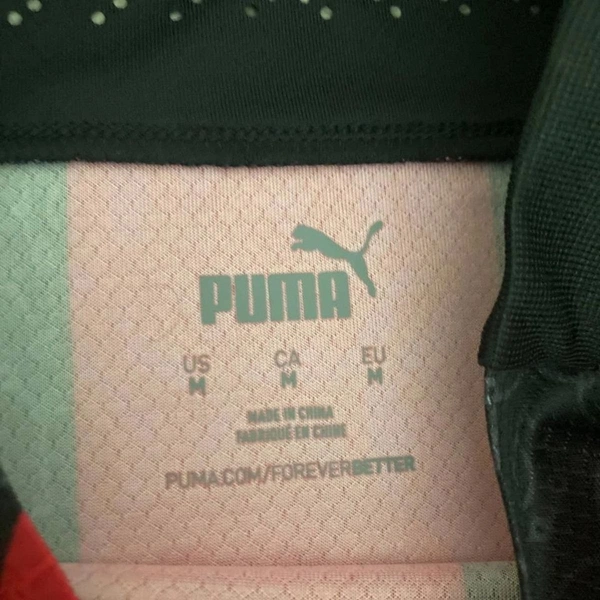 PUMA
US CA EU
M M M
MADE IN CHINA
FABRIQUÉ EN CHINE
PUMA.COM/FOREVERBETTER